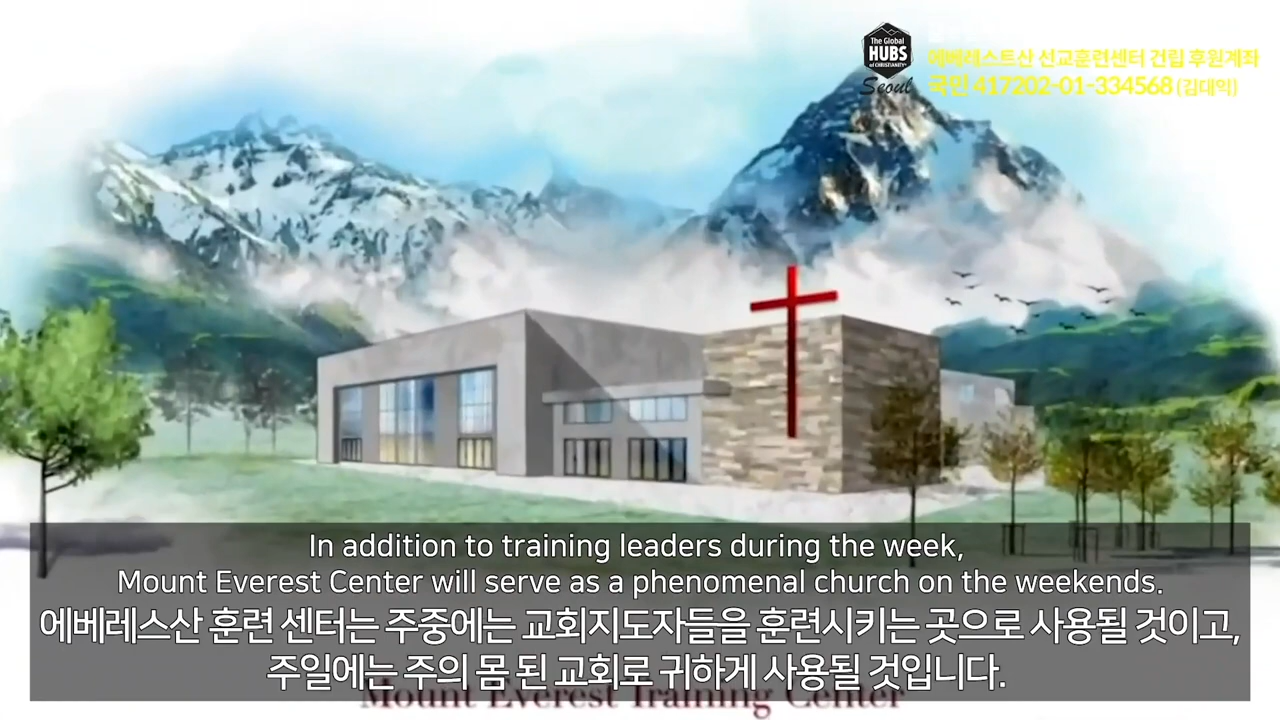 The Global
HUBS
of CHRISTIANITY
Seoul
에베레스트산 선교훈련센터 건립 후원계좌
국민 417202-01-334568 (김대억)
In addition to training leaders during the week,
Mount Everest Center will serve as a phenomenal church on the weekends.
에베레스산 훈련 센터는 주중에는 교회지도자들을 훈련시키는 곳으로 사용될 것이고,
주일에는 주의 몸 된 교회로 귀하게 사용될 것입니다.
Mount Everest Training Center